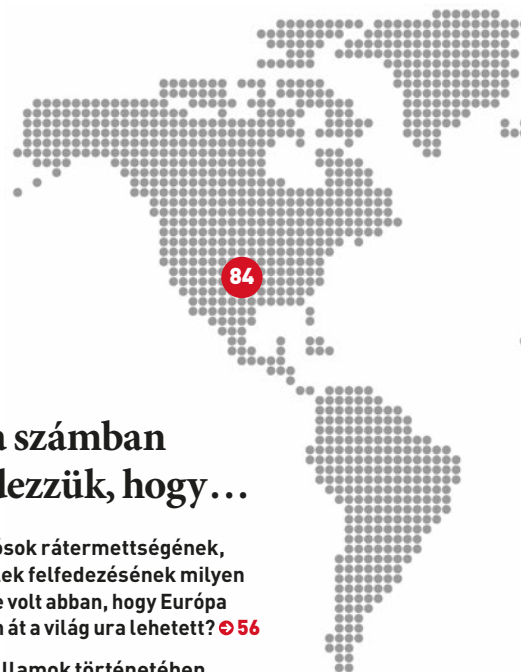 84
a számban
dezzük, hogy…
ósok rátermettségének,
ek felfedezésének milyen
e volt abban, hogy Európa
n át a világ ura lehetett? 56
llamok történetében